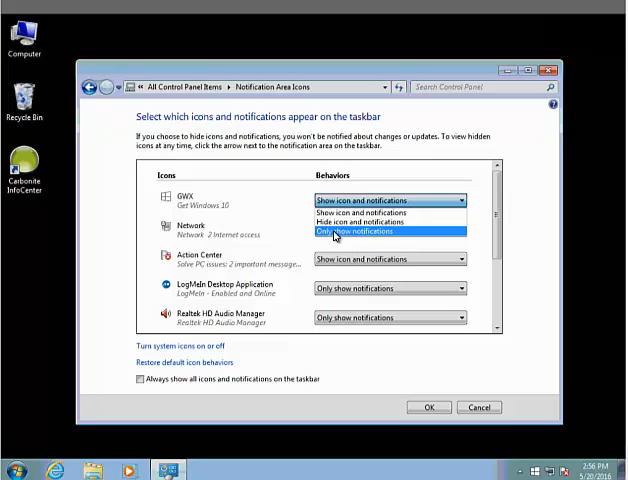 Computer
Recycle Bin
Carbonite
InfoCenter
« All Control Panel Items ▸ Notification Area Icons
Search Control Panel
Select which icons and notifications appear on the taskbar
If you choose to hide icons and notifications, you won't be notified about changes or updates. To view hidden
icons at any time, click the arrow next to the notification area on the taskbar.
Icons
Behaviors
GWX
Get Windows 10
Show icon and notifications
Show icon and notifications
Hide icon and notifications
Only show notifications
Network
Network 2 Internet access
Action Center
Solve PC issues: 2 important message...
Show icon and notifications
LogMeIn Desktop Application
LogMeIn - Enabled and Online
Only show notifications
Realtek HD Audio Manager
Realtek HD Audio Manager
Only show notifications
Turn system icons on or off
Restore default icon behaviors
Always show all icons and notifications on the taskbar
OK
Cancel
2:56 PM
5/20/2016